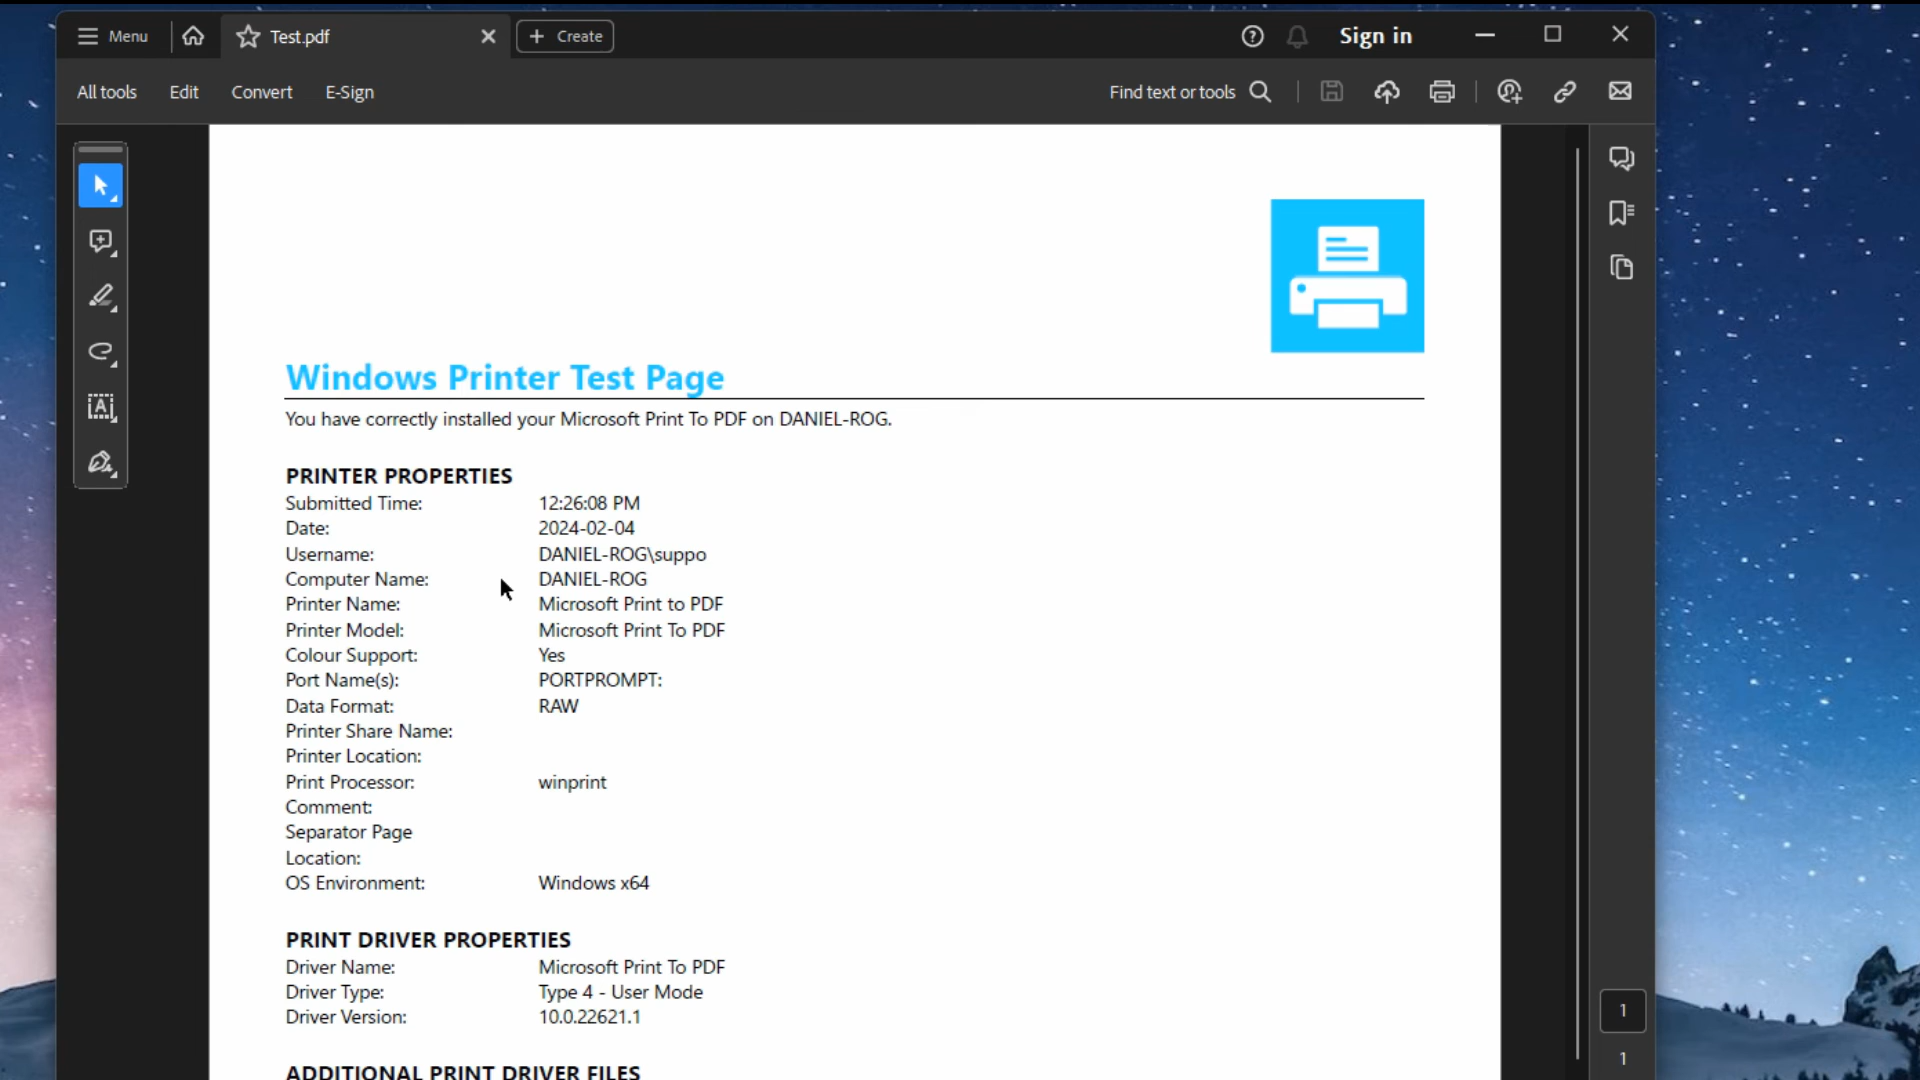 Menu
Test.pdf
Create
Sign in
All tools
Edit
Convert
E-Sign
Find text or tools
Windows Printer Test Page
You have correctly installed your Microsoft Print To PDF on DANIEL-ROG.
PRINTER PROPERTIES
Submitted Time: 12:26:08 PM
Date: 2024-02-04
Username: DANIEL-ROG\suppo
Computer Name: DANIEL-ROG
Printer Name: Microsoft Print to PDF
Printer Model: Microsoft Print To PDF
Colour Support: Yes
Port Name(s): PORTPROMPT:
Data Format: RAW
Printer Share Name:
Printer Location:
Print Processor: winprint
Comment:
Separator Page
Location:
OS Environment: Windows x64
PRINT DRIVER PROPERTIES
Driver Name: Microsoft Print To PDF
Driver Type: Type 4 - User Mode
Driver Version: 10.0.22621.1
ADDITIONAL PRINT DRIVER FILES
1
1